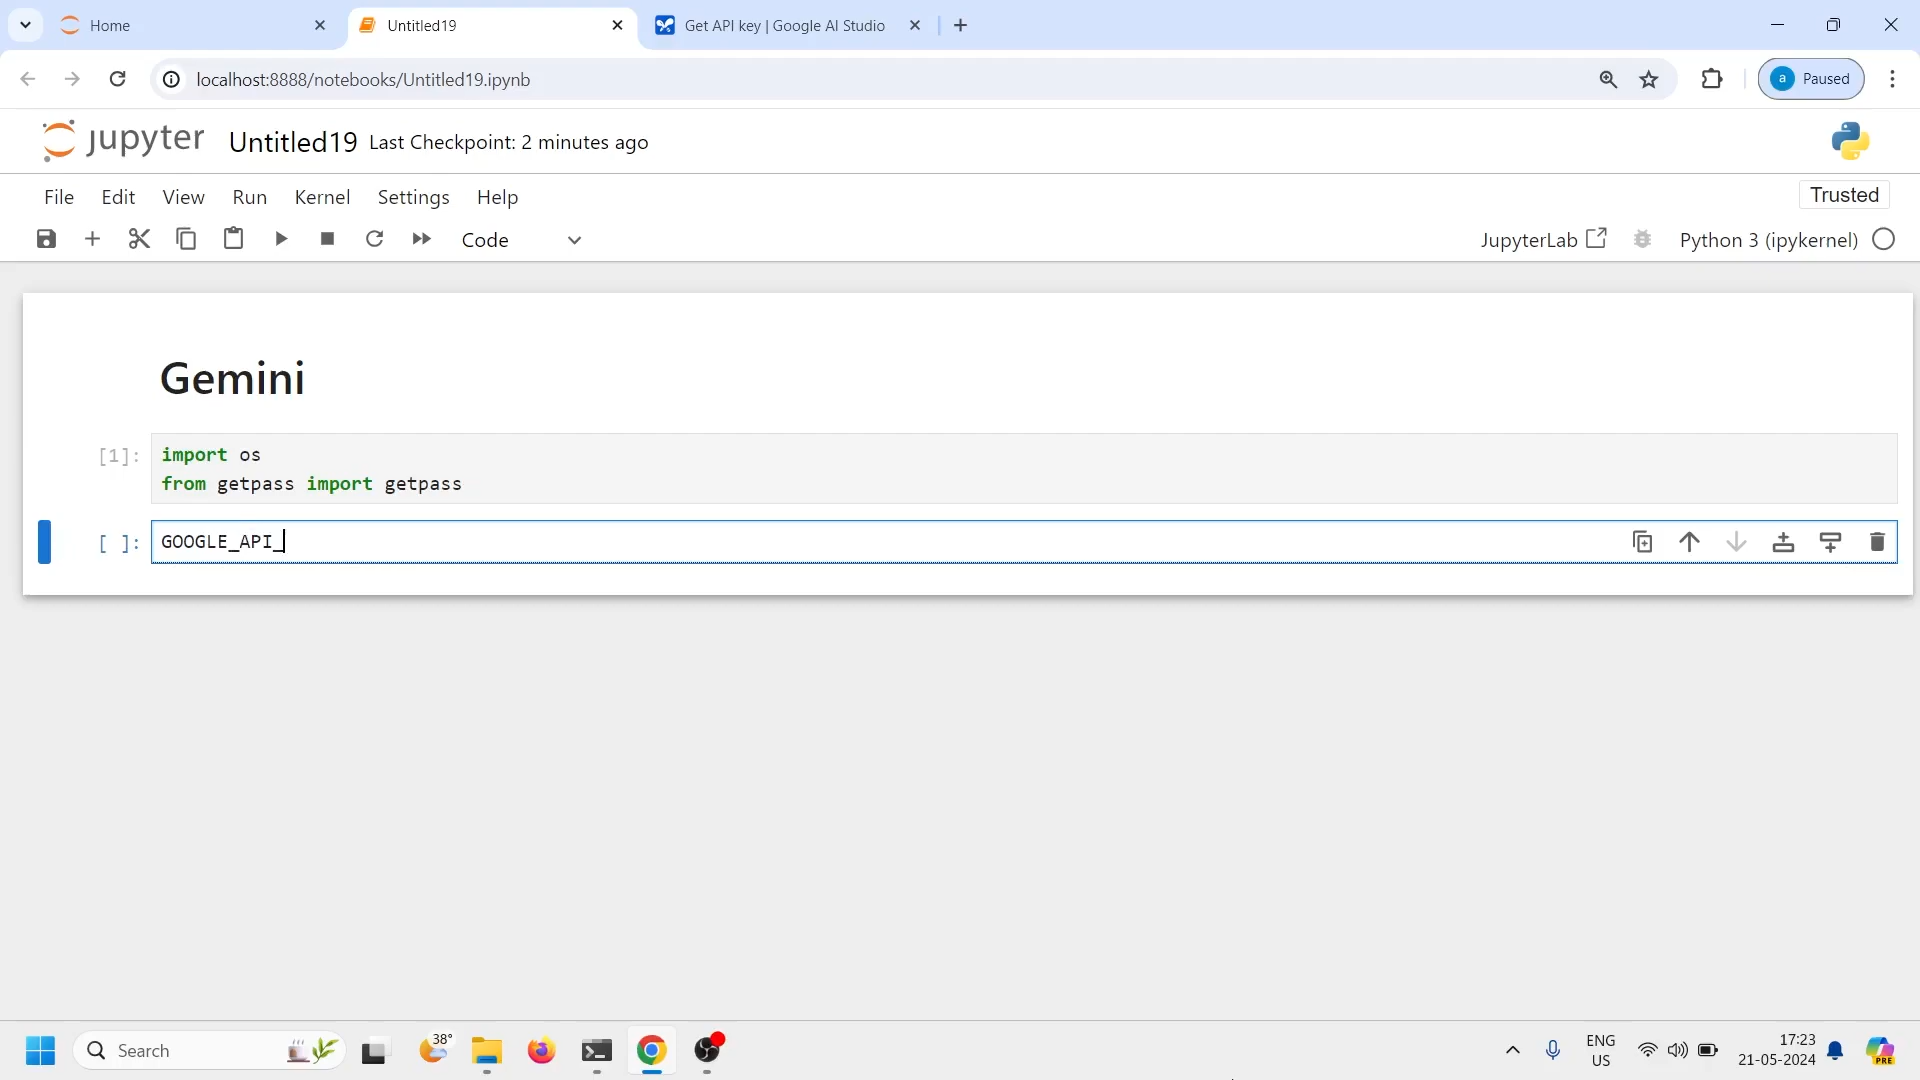 Home
Untitled19
Get API key | Google AI Studio
localhost:8888/notebooks/Untitled19.ipynb
a Paused
jupyter Untitled19 Last Checkpoint: 2 minutes ago
File Edit View Run Kernel Settings Help
Trusted
Code
JupyterLab
Python 3 (ipykernel)
Gemini
[1]: import os
from getpass import getpass
[ ]: GOOGLE_API_
Search
38°
ENG
US
17:23
21-05-2024
PRE